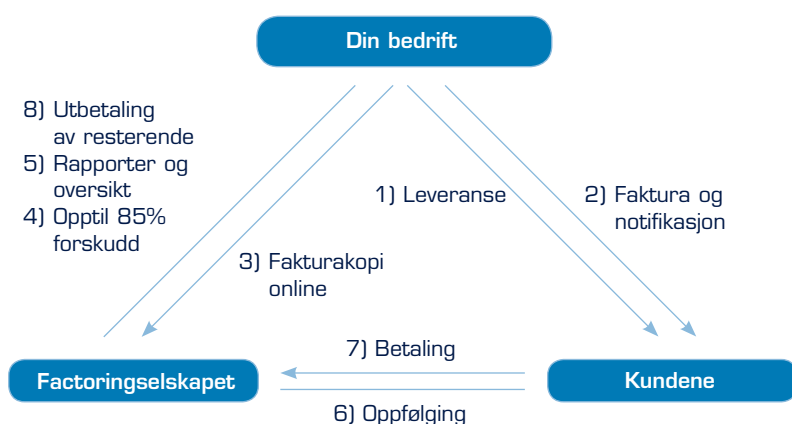 Din bedrift
8) Utbetaling
av resterende
5) Rapporter og
oversikt
4) Opptil 85%
forskudd
1) Leveranse
2) Faktura og
notifikasjon
3) Fakturakopi
online
7) Betaling
Factoringselskapet
Kundene
6) Oppfølging